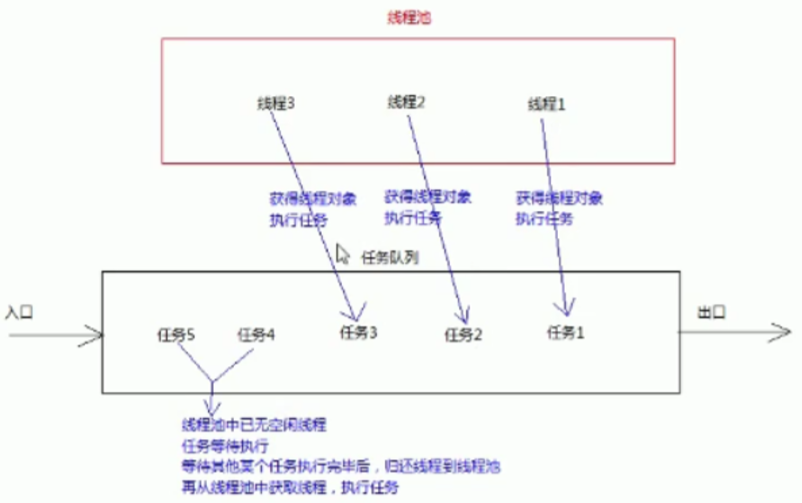 线程池
线程3
线程2
线程1
获得线程对象
执行任务
获得线程对象
执行任务
获得线程对象
执行任务
任务队列
入口
出口
任务5
任务4
任务3
任务2
任务1
线程池中已无空闲线程
任务等待执行
等待其他某个任务执行完毕后，归还线程到线程池
再从线程池中获取线程，执行任务